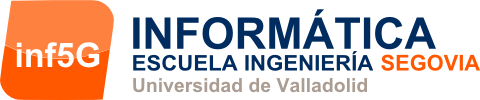 inf5G
INFORMÁTICA
ESCUELA INGENIERÍA SEGOVIA
Universidad de Valladolid